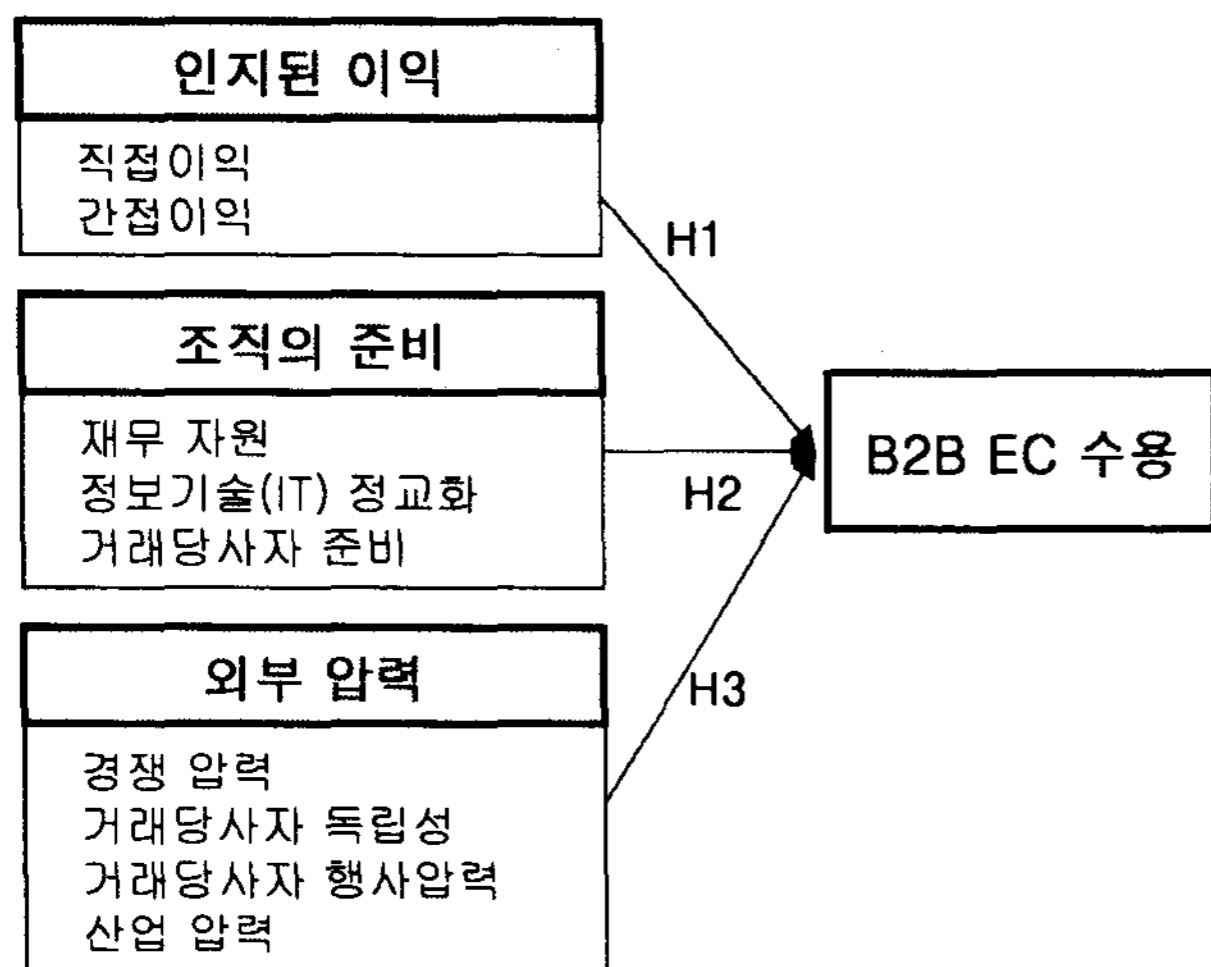 인지된 이익
직접이익
간접이익
H1
조직의 준비
재무 자원
정보기술(IT) 정교화
거래당사자 준비
H2
B2B EC 수용
외부 압력
H3
경쟁 압력
거래당사자 독립성
거래당사자 행사압력
산업 압력